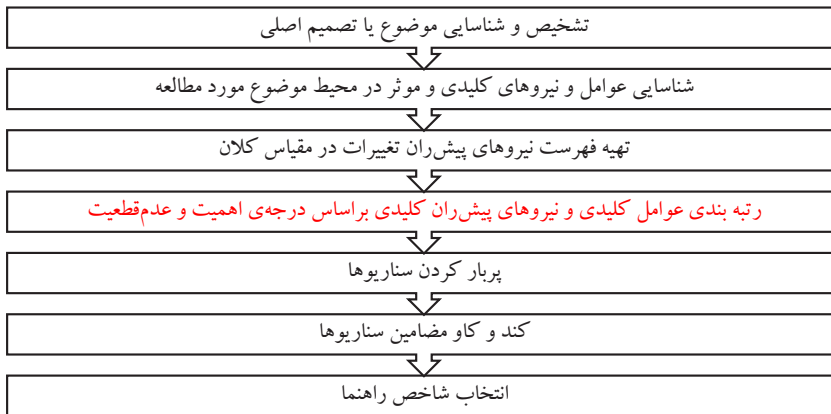 تشخیص و شناسایی موضوع یا تصمیم اصلی
شناسایی عوامل و نیروهای کلیدی و موثر در محیط موضوع مورد مطالعه
تهیه فهرست نیروهای پیش‌ران تغییرات در مقیاس کلان
رتبه بندی عوامل کلیدی و نیروهای پیش‌ران کلیدی براساس درجه‌ی اهمیت و عدم‌قطعیت
پربار کردن سناریوها
کند و کاو مضامین سناریوها
انتخاب شاخص راهنما